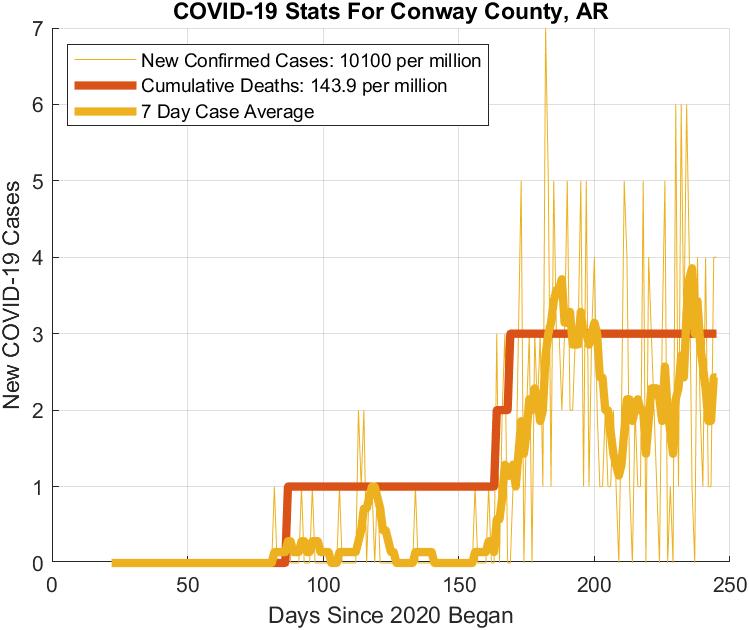 COVID-19 Stats For Conway County, AR
New Confirmed Cases: 10100 per million
Cumulative Deaths: 143.9 per million
7 Day Case Average
7
6
5
4
3
2
1
0
New COVID-19 Cases
0 50 100 150 200 250
Days Since 2020 Began